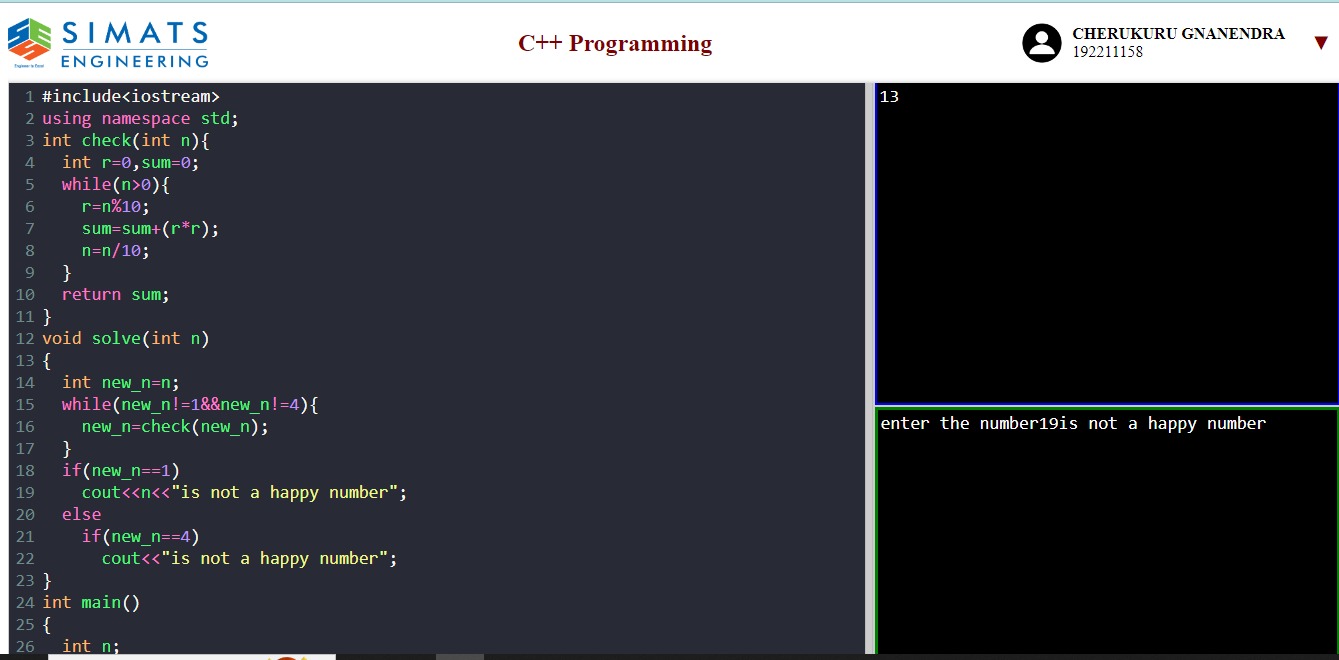 SIMATS
ENGINEERING
Engineer to Excel
C++ Programming
CHERUKURU GNANENDRA
192211158
▼
1 #include<iostream>
2 using namespace std;
3 int check(int n){
4   int r=0,sum=0;
5   while(n>0){
6     r=n%10;
7     sum=sum+(r*r);
8     n=n/10;
9   }
10   return sum;
11 }
12 void solve(int n)
13 {
14   int new_n=n;
15   while(new_n!=1&&new_n!=4){
16     new_n=check(new_n);
17   }
18   if(new_n==1)
19     cout<<n<<"is not a happy number";
20   else
21     if(new_n==4)
22       cout<<"is not a happy number";
23 }
24 int main()
25 {
26   int n;
13
enter the number19is not a happy number